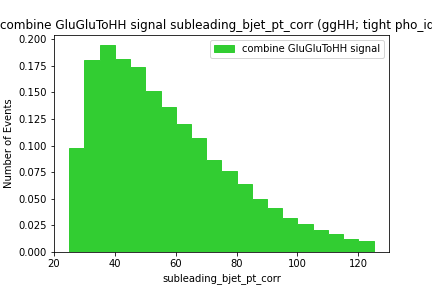 combine GluGluToHH signal subleading_bjet_pt_corr (ggHH; tight pho_id
combine GluGluToHH signal
0.200
0.175
0.150
0.125
0.100
0.075
0.050
0.025
0.000
Number of Events
20 40 60 80 100 120
subleading_bjet_pt_corr